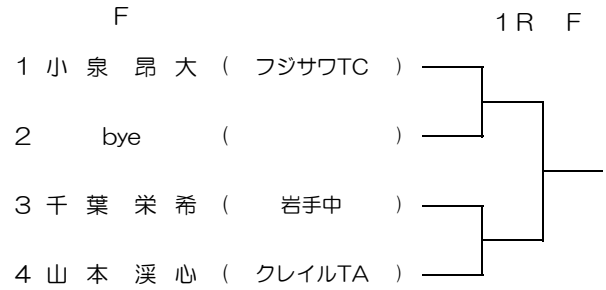 F
1R F
1 小 泉 昂 大 ( フジサワTC )
2 bye ( )
3 千 葉 栄 希 ( 岩手中 )
4 山 本 渓 心 ( クレイルTA )